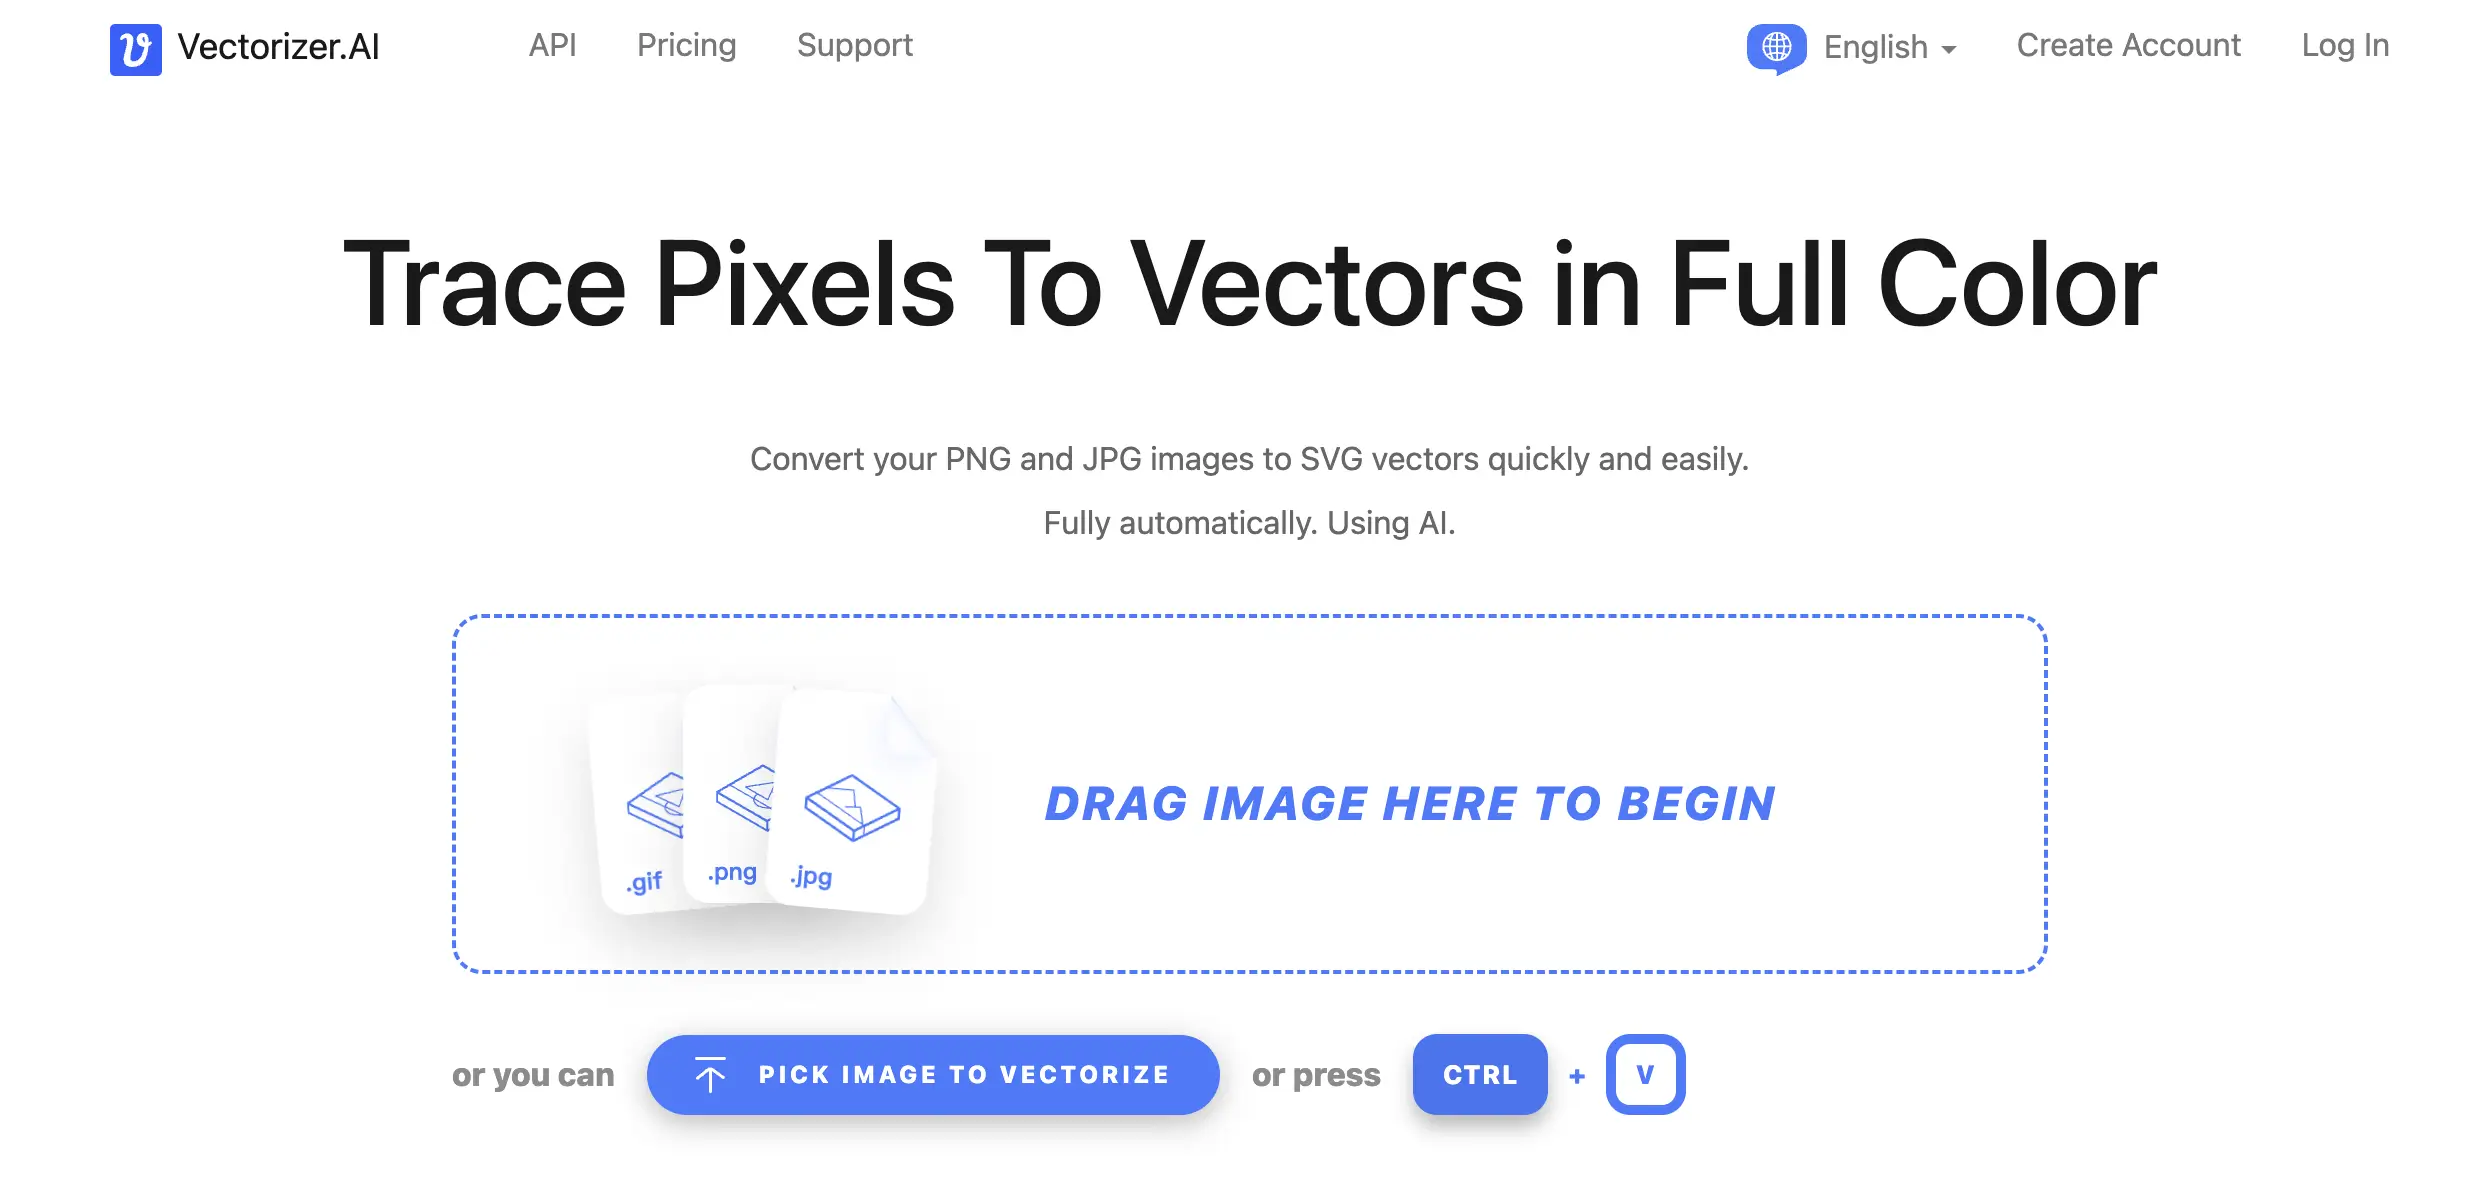 Vectorizer.AI API Pricing Support English Create Account Log In
Trace Pixels To Vectors in Full Color
Convert your PNG and JPG images to SVG vectors quickly and easily.
Fully automatically. Using AI.
.gif .png .jpg
DRAG IMAGE HERE TO BEGIN
or you can PICK IMAGE TO VECTORIZE or press CTRL + V